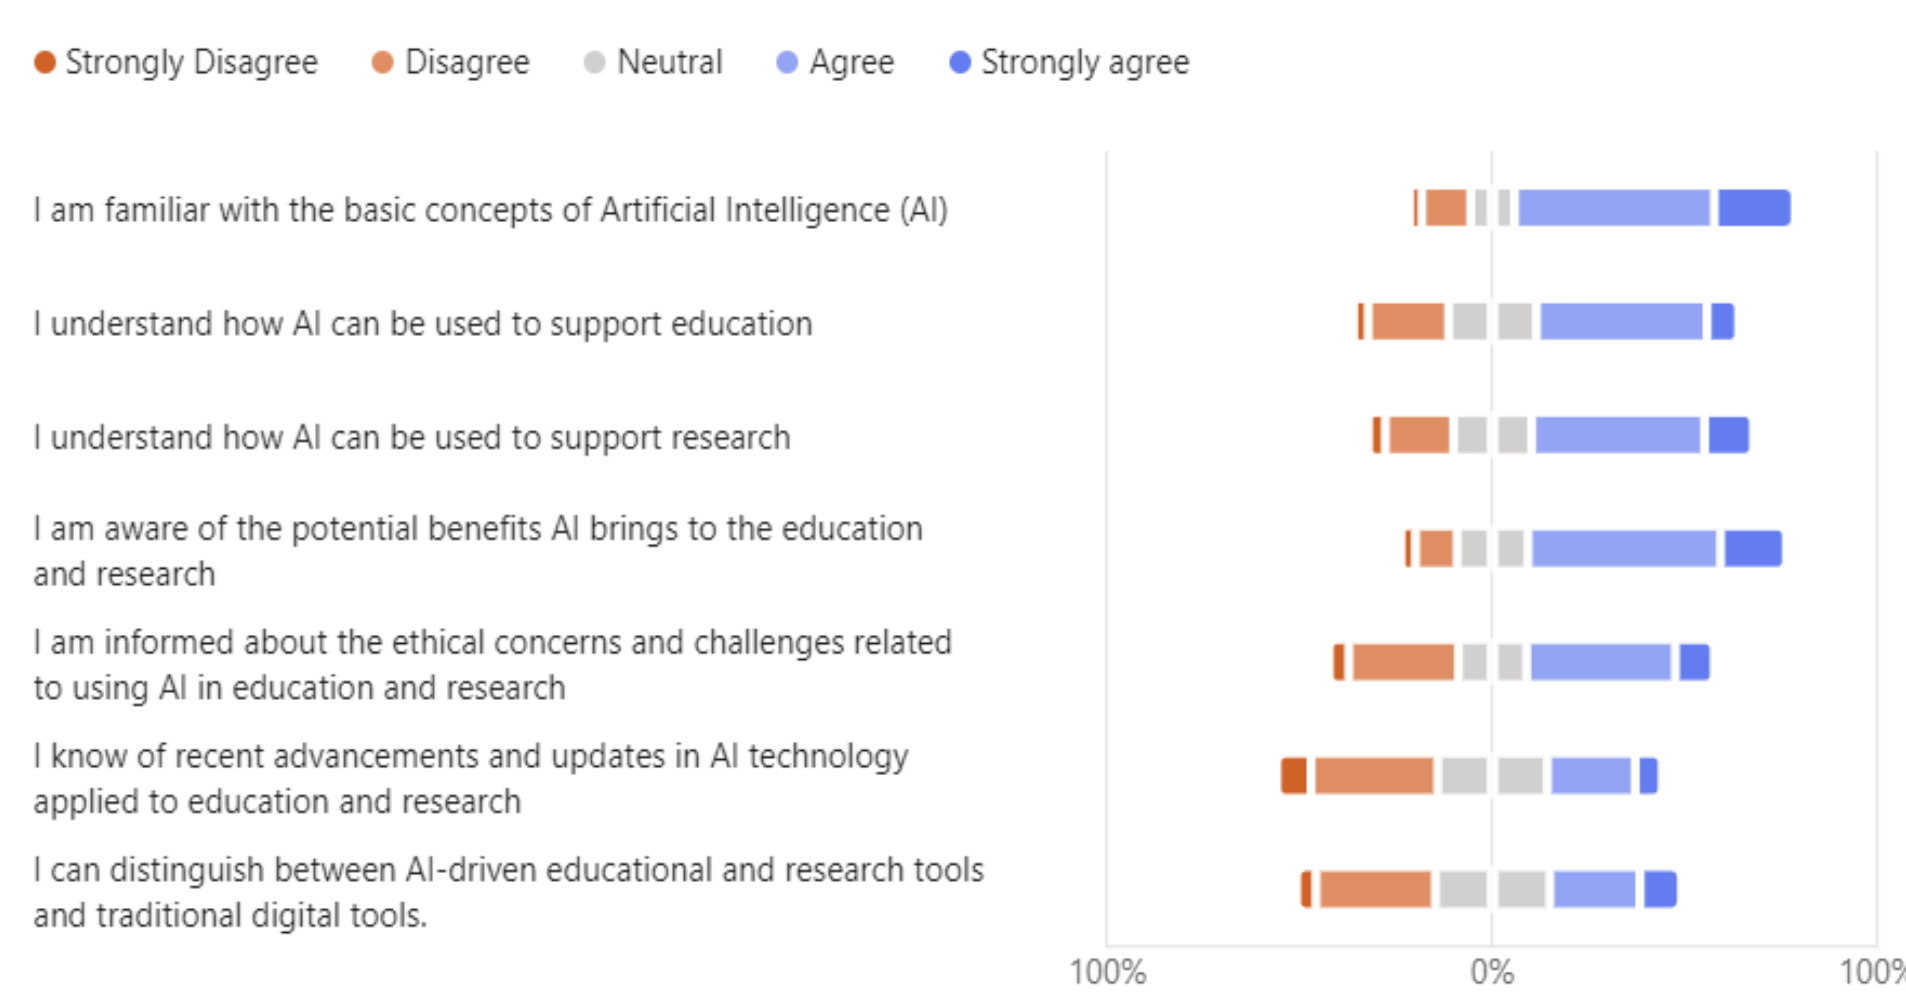 Strongly Disagree Disagree Neutral Agree Strongly agree
I am familiar with the basic concepts of Artificial Intelligence (AI)
I understand how AI can be used to support education
I understand how AI can be used to support research
I am aware of the potential benefits AI brings to the education
and research
I am informed about the ethical concerns and challenges related
to using AI in education and research
I know of recent advancements and updates in AI technology
applied to education and research
I can distinguish between AI-driven educational and research tools
and traditional digital tools.
100% 0% 100%